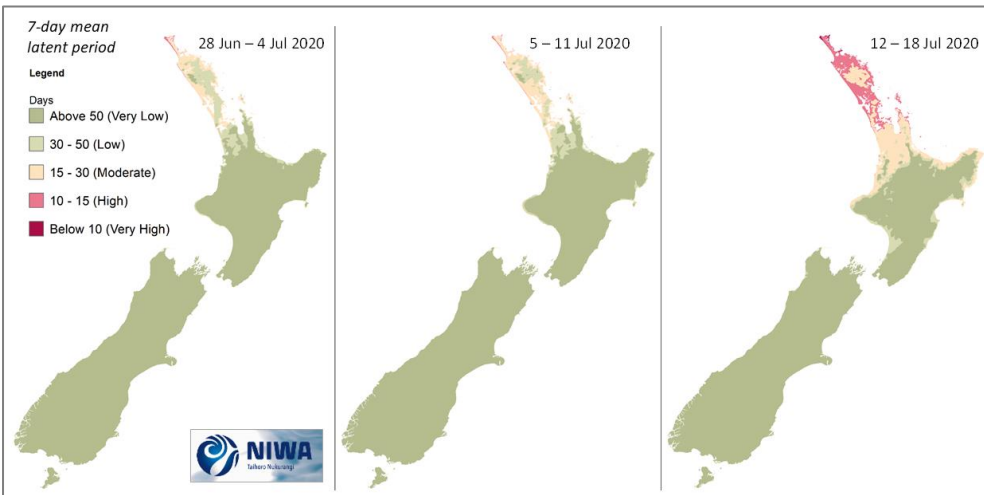 7-day mean
latent period
Legend
Days
Above 50 (Very Low)
30 - 50 (Low)
15 - 30 (Moderate)
10 - 15 (High)
Below 10 (Very High)
28 Jun – 4 Jul 2020
5 – 11 Jul 2020
12 – 18 Jul 2020
NIWA
Taihoro Nukurangi